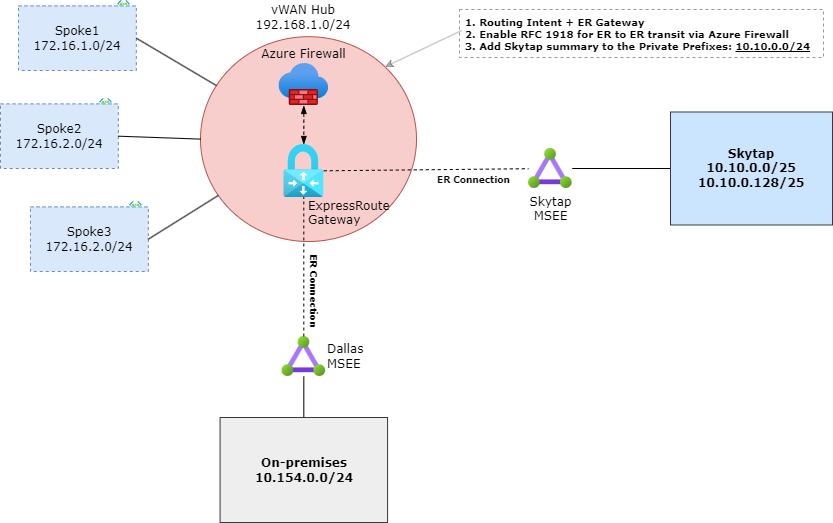 vWAN Hub
192.168.1.0/24
Spoke1
172.16.1.0/24
1. Routing Intent + ER Gateway
2. Enable RFC 1918 for ER to ER transit via Azure Firewall
3. Add Skytap summary to the Private Prefixes: 10.10.0.0/24
Azure Firewall
Spoke2
172.16.2.0/24
Skytap
10.10.0.0/25
10.10.0.128/25
ER Connection
Skytap
MSEE
ExpressRoute
Gateway
Spoke3
172.16.2.0/24
ER Connection
Dallas
MSEE
On-premises
10.154.0.0/24